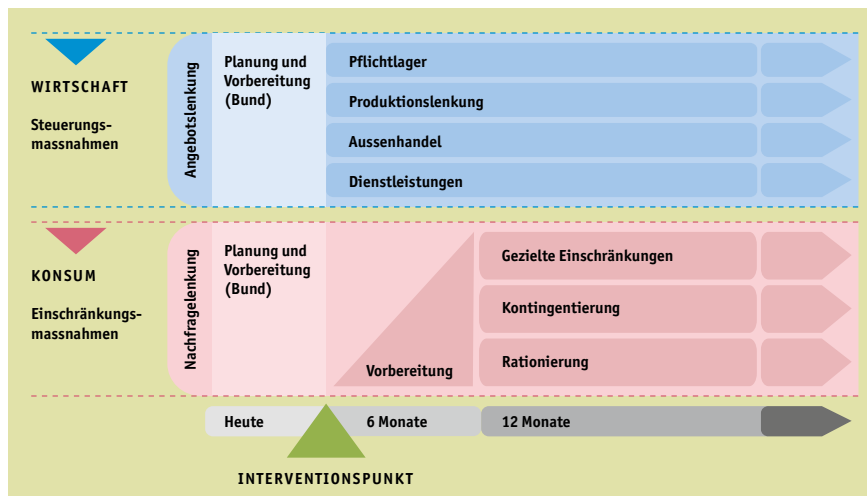 WIRTSCHAFT
Steuerungs-
massnahmen
Angebotslenkung
Planung und
Vorbereitung
(Bund)
Pflichtlager
Produktionslenkung
Aussenhandel
Dienstleistungen
KONSUM
Einschränkungs-
massnahmen
Nachfragelenkung
Planung und
Vorbereitung
(Bund)
Vorbereitung
Gezielte Einschränkungen
Kontingentierung
Rationierung
Heute
6 Monate
12 Monate
INTERVENTIONSPUNKT